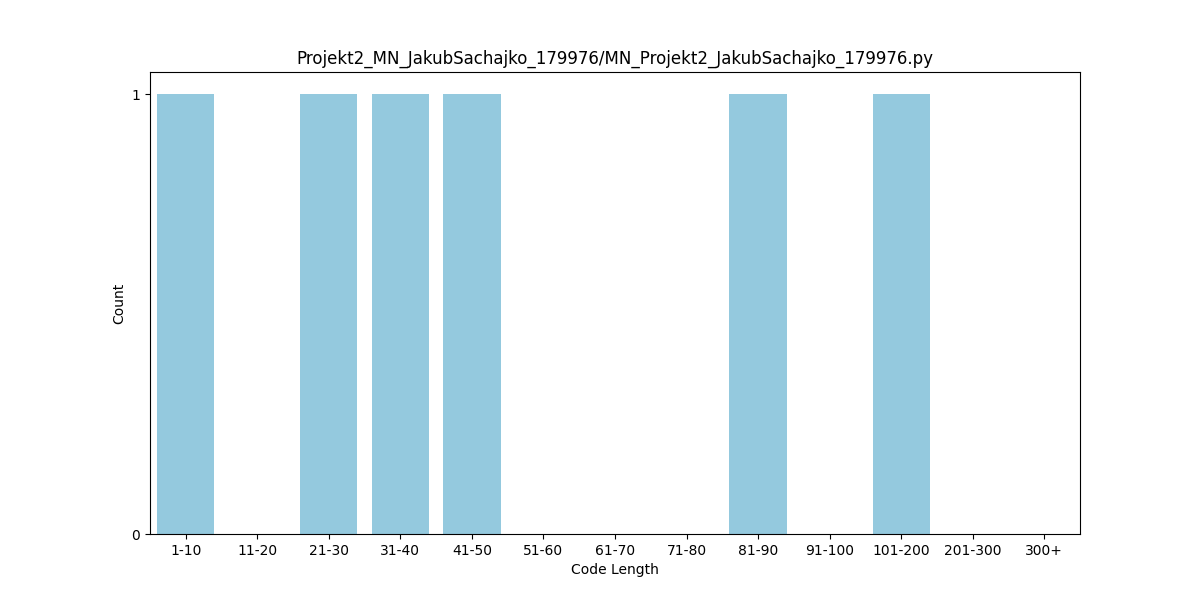 Projekt2_MN_JakubSachajko_179976/MN_Projekt2_JakubSachajko_179976.py
1
Count
0
1-10 11-20 21-30 31-40 41-50 51-60 61-70 71-80 81-90 91-100 101-200 201-300 300+
Code Length